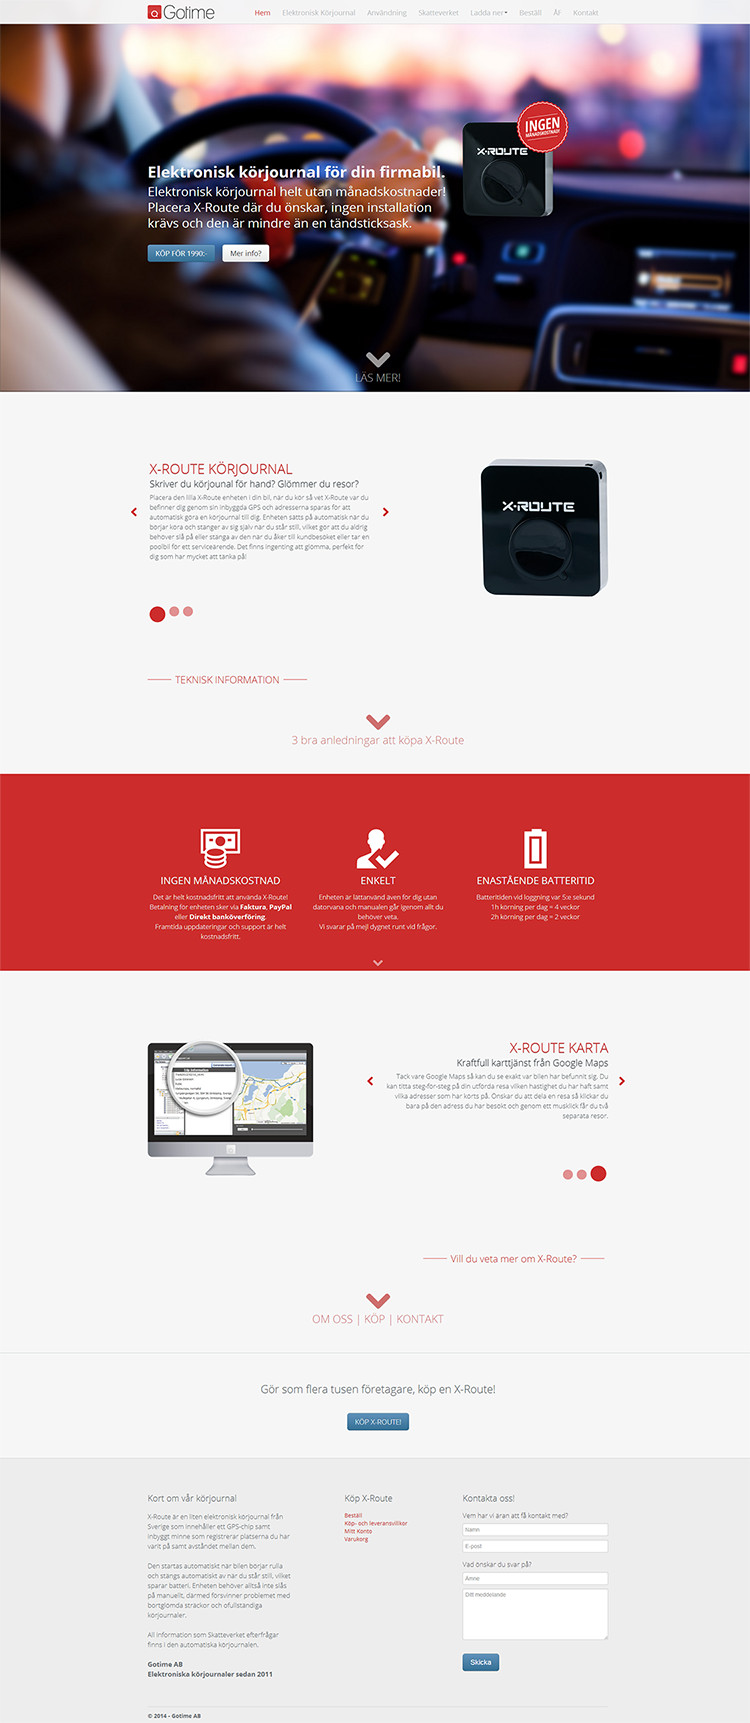 Gotime
Hem Elektronisk Körjournal Användning Skatteverket Ladda ner Beställ ÅF Kontakt
INGEN
MÅNADSKOSTNAD!
X-ROUTE
Elektronisk körjournal för din firmabil.
Elektronisk körjournal helt utan månadskostnader!
Placera X-Route där du önskar, ingen installation
krävs och den är mindre än en tändsticksask.
KÖP FÖR 1990:- Mer info?
LÄS MER!
X-ROUTE KÖRJOURNAL
Skriver du körjounal för hand? Glömmer du resor?
Placera den lilla X-Route enheten i din bil, när du kör så vet X-Route var du
befinner dig genom sin inbyggda GPS och adresserna sparas för att
automatisk göra en körjournal till dig. Enheten sätts på automatisk när du
börjar köra och stänger av sig själv när du står still, vilket gör att du aldrig
behöver slå på eller stänga av den när du åker till kundbesöket eller tar en
poolbil för ett serviceärende. Det finns ingenting att glömma, perfekt för
dig som har mycket att tänka på!
X-ROUTE
TEKNISK INFORMATION
3 bra anledningar att köpa X-Route
INGEN MÅNADSKOSTNAD
Det är helt kostnadsfritt att använda X-Route!
Betalning för enheten sker via Faktura, PayPal
eller Direkt banköverföring.
Framtida uppdateringar och support är helt
kostnadsfritt.
ENKELT
Enheten är lättanvänd även för dig utan
datorvana och manualen går igenom allt du
behöver veta.
Vi svarar på mejl dygnet runt vid frågor.
ENASTÅENDE BATTERITID
Batteritiden vid loggning var 5:e sekund
1h körning per dag = 4 veckor
2h körning per dag = 2 veckor
X-ROUTE KARTA
Kraftfull karttjänst från Google Maps
Tack vare Google Maps så kan du se exakt var bilen har befunnit sig. Du
kan titta steg-för-steg på din utförda resa vilken hastighet du har haft samt
vilka adresser som har körts på. Önskar du att dela en resa så klickar du
bara på den adress du har besökt och genom ett musklick får du två
separata resor.
Vill du veta mer om X-Route?
OM OSS | KÖP | KONTAKT
Gör som flera tusen företagare, köp en X-Route!
KÖP X-ROUTE!
Kort om vår körjournal
X-Route är en liten elektronisk körjournal från
Sverige som innehåller ett GPS-chip samt
inbyggt minne som registrerar platserna du har
varit på samt avståndet mellan dem.
Den startas automatiskt när bilen börjar rulla
och stängs automatiskt av när du står still, vilket
sparar batteri. Enheten behöver alltså inte slås
på manuellt, därmed försvinner problemet med
bortglömda sträckor och ofullständiga
körjournaler.
All information som Skatteverket efterfrågar
finns i den automatiska körjournalen.
Gotime AB
Elektroniska körjournaler sedan 2011
Köp X-Route
Beställ
Köp- och leveransvillkor
Mitt Konto
Varukorg
Kontakta oss!
Vem har vi äran att få kontakt med?
Namn
E-post
Vad önskar du svar på?
Ämne
Ditt meddelande
Skicka
© 2014 - Gotime AB